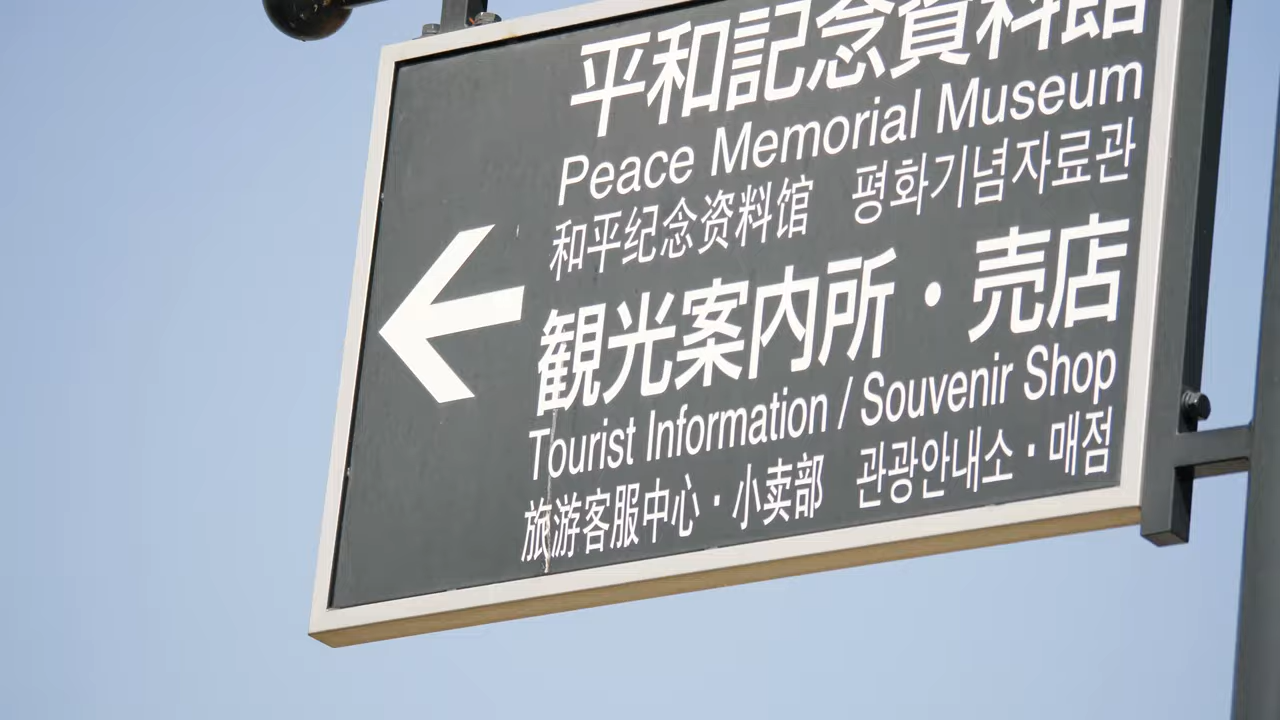 平和記念資料館
Peace Memorial Museum
和平纪念资料馆 평화기념자료관
観光案内所・売店
Tourist Information / Souvenir Shop
旅游客服中心·小卖部 관광안내소·매점